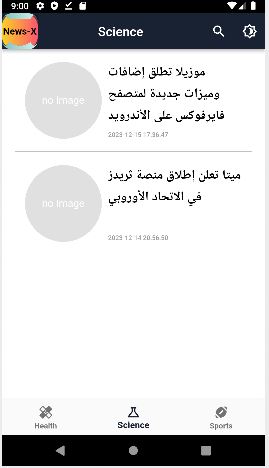 9:00
News-X
Science
no image
موزيلا تطلق إضافات
وميزات جديدة لمتصفح
فايرفوكس على الأندرويد
2023-12-15 17:36:47
no image
ميتا تعلن إطلاق منصة ثريدز
في الاتحاد الأوروبي
2023-12-14 20:56:50
Health
Science
Sports